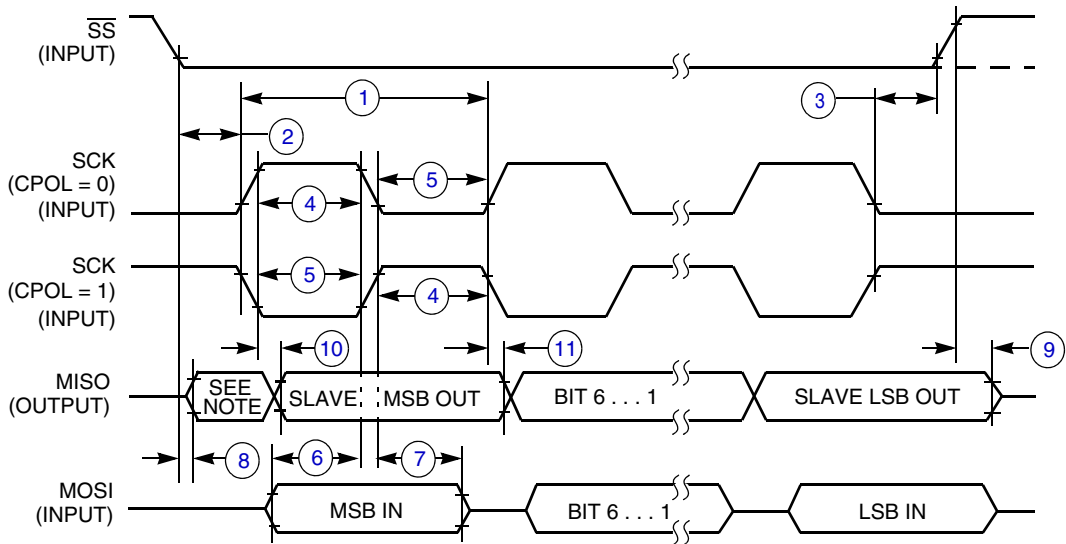 SS
(INPUT)
1
3
2
SCK
(CPOL = 0)
(INPUT)
5
4
SCK
(CPOL = 1)
(INPUT)
5
4
10
11
9
MISO
(OUTPUT)
SEE
NOTE
SLAVE
MSB OUT
BIT 6 . . . 1
SLAVE LSB OUT
8
6
7
MOSI
(INPUT)
MSB IN
BIT 6 . . . 1
LSB IN